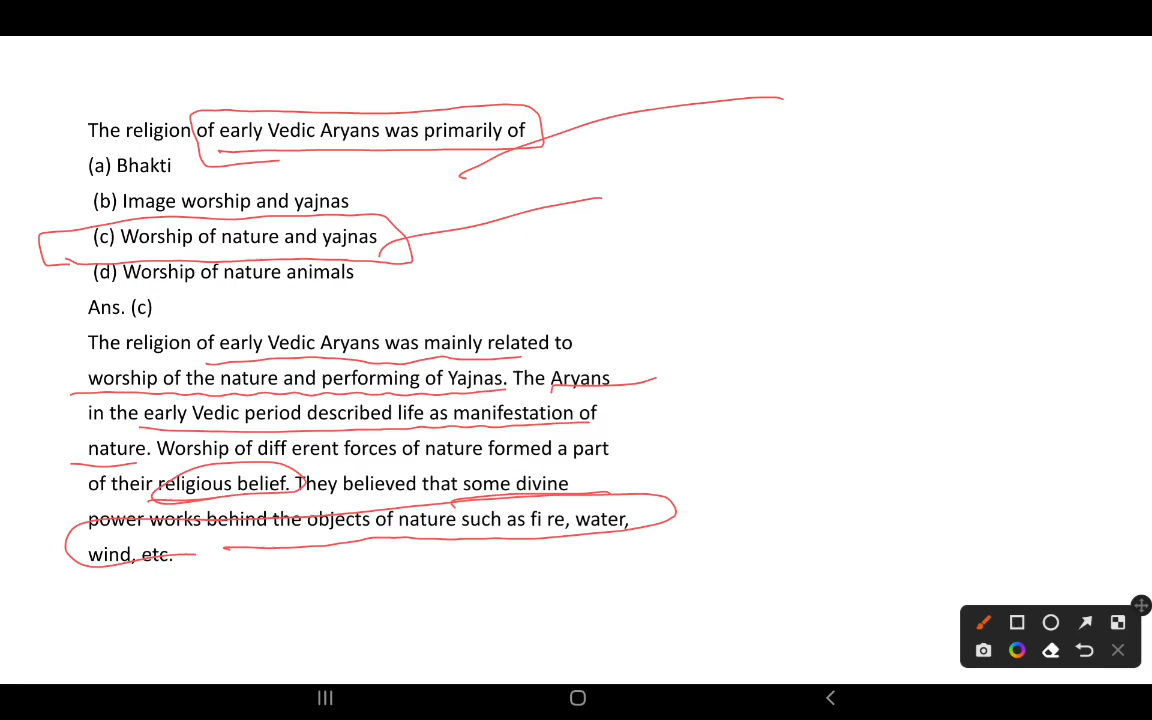 The religion of early Vedic Aryans was primarily of
(a) Bhakti
(b) Image worship and yajnas
(c) Worship of nature and yajnas
(d) Worship of nature animals
Ans. (c)
The religion of early Vedic Aryans was mainly related to
worship of the nature and performing of Yajnas. The Aryans
in the early Vedic period described life as manifestation of
nature. Worship of diff erent forces of nature formed a part
of their religious belief. They believed that some divine
power works behind the objects of nature such as fi re, water,
wind, etc.